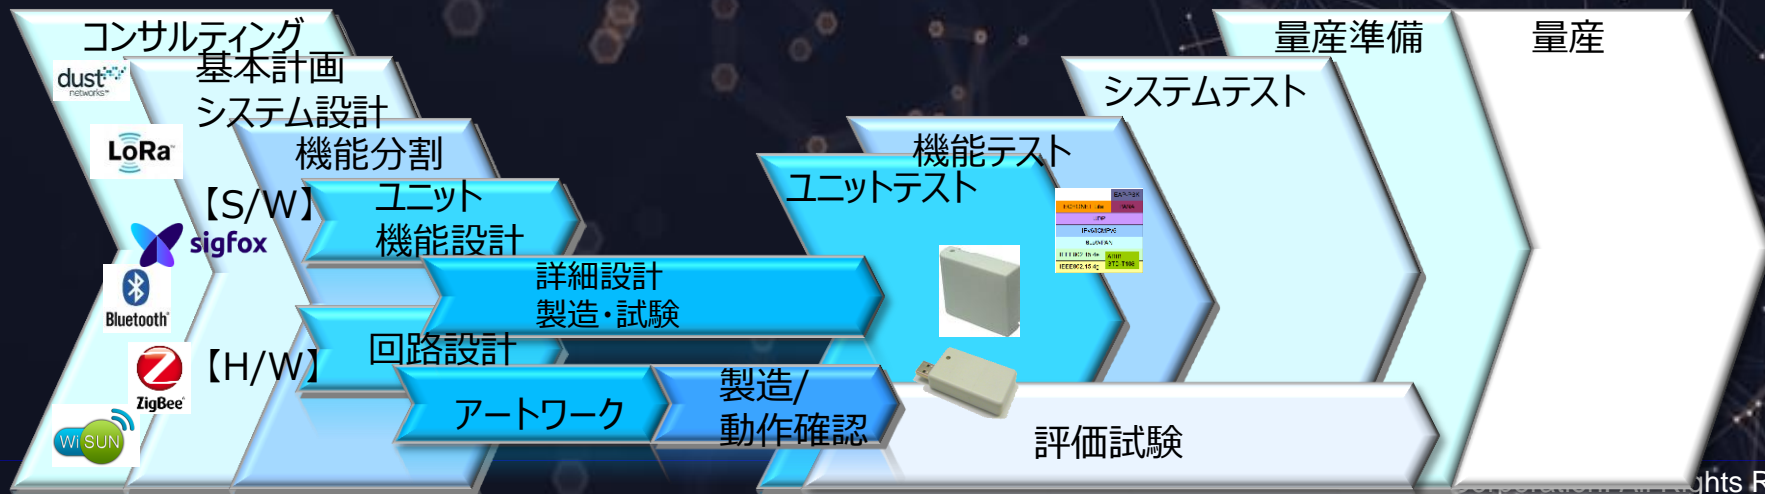 コンサルティング
dust
networks
基本計画
システム設計
LoRa
機能分割
【S/W】
ユニット
機能設計
sigfox
詳細設計
製造・試験
Bluetooth
回路設計
【H/W】
ZigBee
アートワーク
製造/
動作確認
Wi SUN
ユニットテスト
機能テスト
システムテスト
評価試験
量産準備
量産